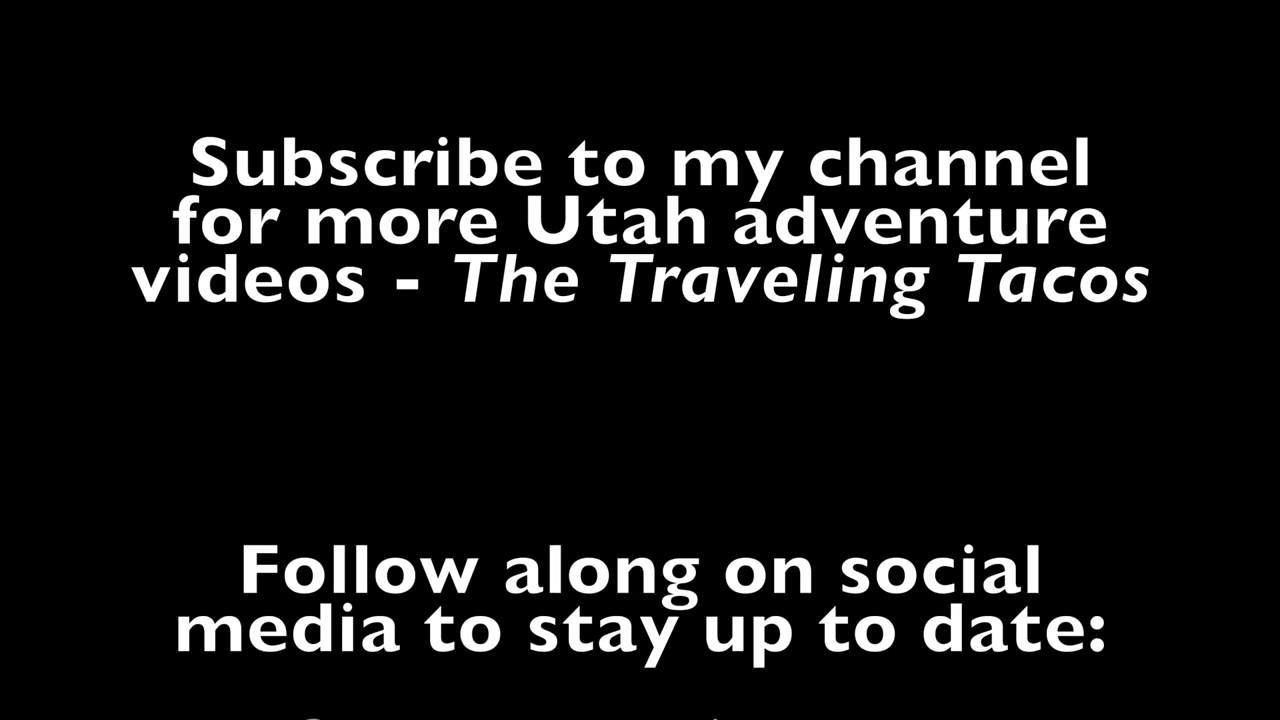 Subscribe to my channel
for more Utah adventure
videos - The Traveling Tacos
Follow along on social
media to stay up to date: